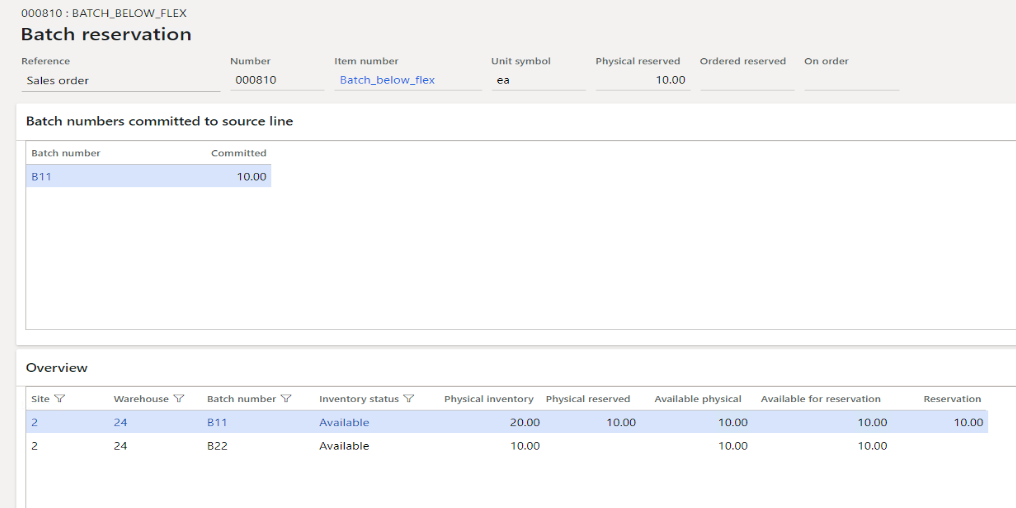 000810 : BATCH_BELOW_FLEX
Batch reservation
Reference Number Item number Unit symbol Physical reserved Ordered reserved On order
Sales order 000810 Batch_below_flex ea 10.00
Batch numbers committed to source line
Batch number Committed
B11 10.00
Overview
Site Warehouse Batch number Inventory status Physical inventory Physical reserved Available physical Available for reservation Reservation
2 24 B11 Available 20.00 10.00 10.00 10.00 10.00
2 24 B22 Available 10.00 10.00 10.00